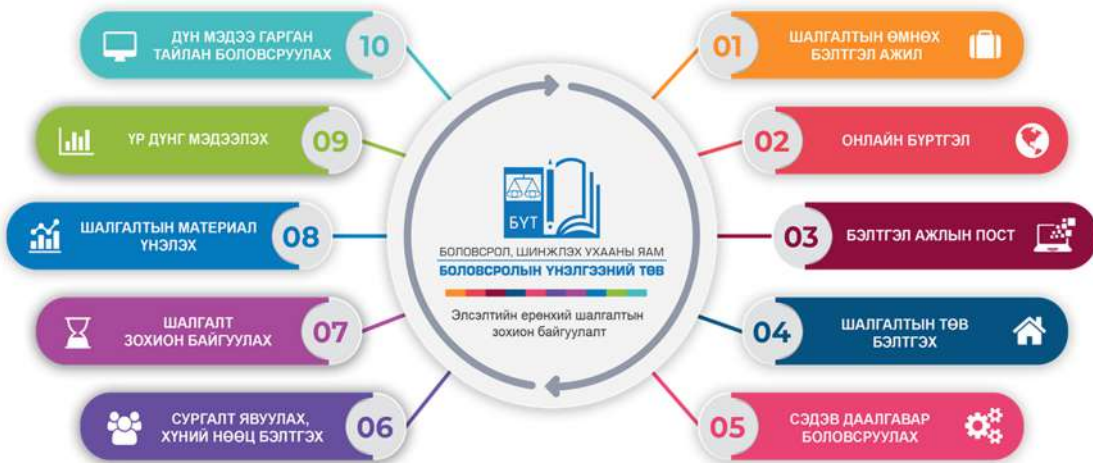 10
ДҮН МЭДЭЭ ГАРГАН
ТАЙЛАН БОЛОВСРУУЛАХ
01
ШАЛГАЛТЫН ӨМНӨХ
БЭЛТГЭЛ АЖИЛ
09
ҮР ДҮНГ МЭДЭЭЛЭХ
02
ОНЛАЙН БҮРТГЭЛ
08
ШАЛГАЛТЫН МАТЕРИАЛ
ҮНЭЛЭХ
03
БЭЛТГЭЛ АЖЛЫН ПОСТ
07
ШАЛГАЛТ
ЗОХИОН БАЙГУУЛАХ
04
ШАЛГАЛТЫН ТӨВ
БЭЛТГЭХ
06
СУРГАЛТ ЯВУУЛАХ,
ХҮНИЙ НӨӨЦ БЭЛТГЭХ
05
СЭДЭВ ДААЛГАВАР
БОЛОВСРУУЛАХ
БҮТ
БОЛОВСРОЛ, ШИНЖЛЭХ УХААНЫ ЯАМ
БОЛОВСРОЛЫН ҮНЭЛГЭЭНИЙ ТӨВ
Элсэлтийн ерөнхий шалгалтын
зохион байгуулалт